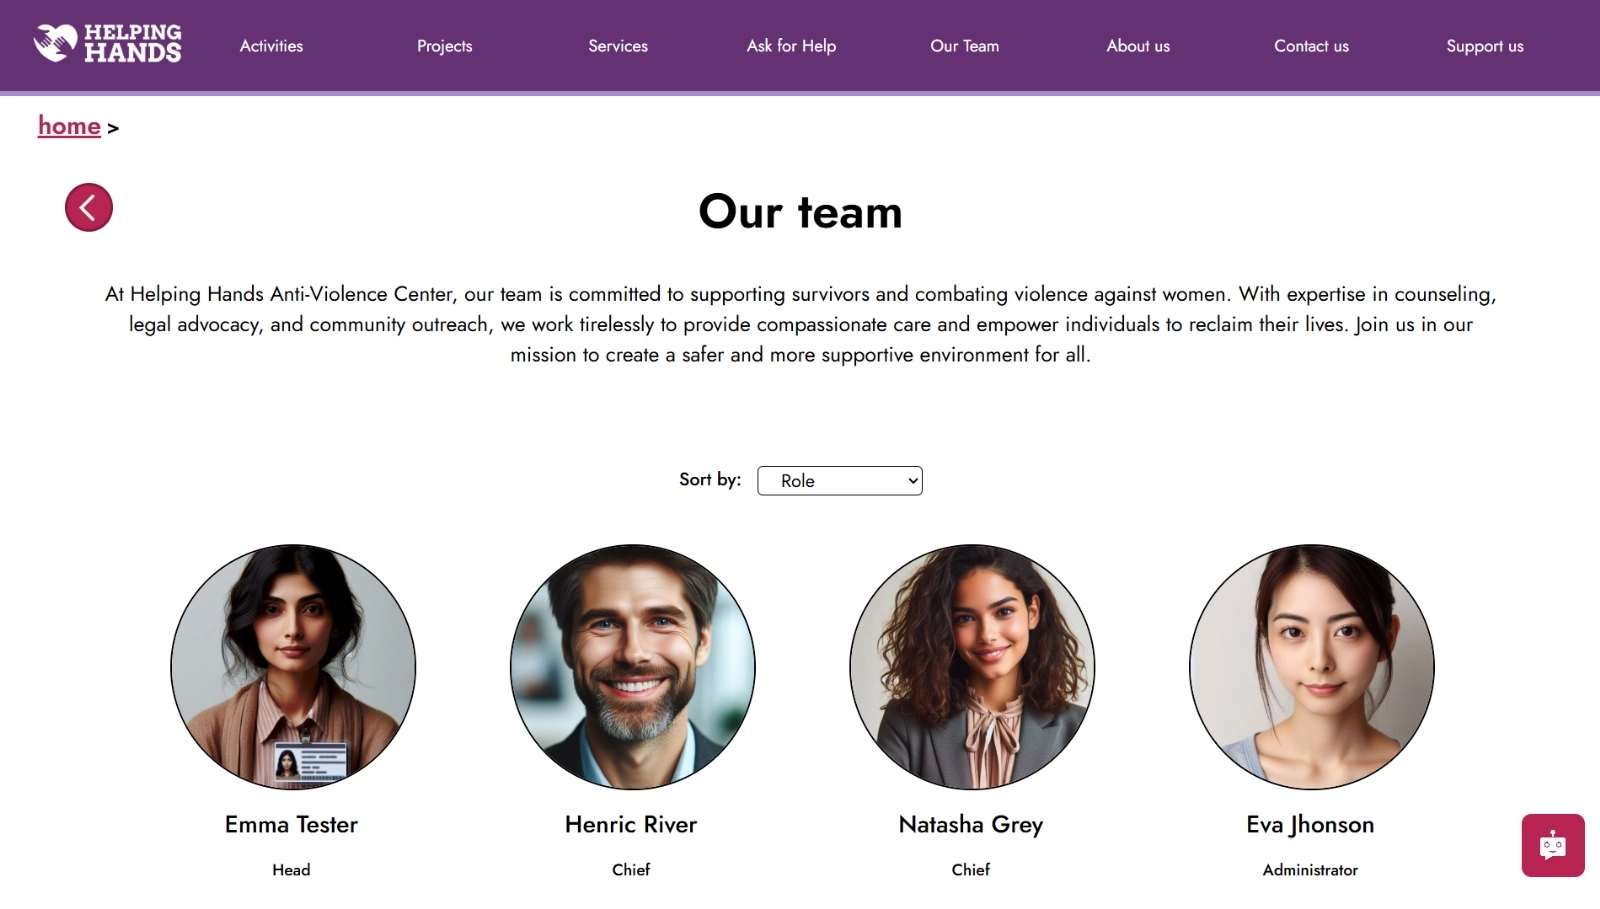 HELPING
HANDS
Activities
Projects
Services
Ask for Help
Our Team
About us
Contact us
Support us
home >
Our team
At Helping Hands Anti-Violence Center, our team is committed to supporting survivors and combating violence against women. With expertise in counseling,
legal advocacy, and community outreach, we work tirelessly to provide compassionate care and empower individuals to reclaim their lives. Join us in our
mission to create a safer and more supportive environment for all.
Sort by: Role
Emma Tester
Head
Henric River
Chief
Natasha Grey
Chief
Eva Jhonson
Administrator